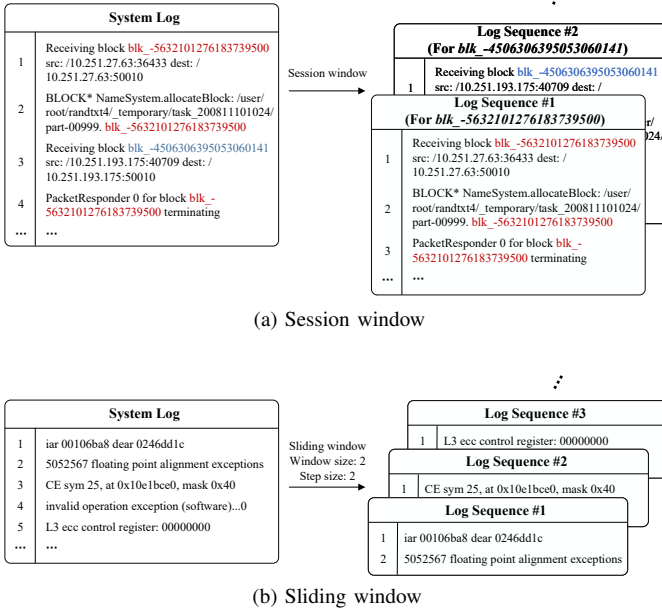 System Log
1
Receiving block blk_-5632101276183739500
src: /10.251.27.63:36433 dest: /
10.251.27.63:50010
2
BLOCK* NameSystem.allocateBlock: /user/
root/randtxt4/_temporary/task_200811101024/
part-00999. blk_-5632101276183739500
3
Receiving block blk_-4506306395053060141
src: /10.251.193.175:40709 dest: /
10.251.193.175:50010
4
PacketResponder 0 for block blk_-
5632101276183739500 terminating
... ...
Session window
Log Sequence #2
(For blk_-4506306395053060141)
1
Receiving block blk_-4506306395053060141
src: /10.251.193.175:40709 dest: /
Log Sequence #1
(For blk_-5632101276183739500)
1
Receiving block blk_-5632101276183739500
src: /10.251.27.63:36433 dest: /
10.251.27.63:50010
2
BLOCK* NameSystem.allocateBlock: /user/
root/randtxt4/_temporary/task_200811101024/
part-00999. blk_-5632101276183739500
3
PacketResponder 0 for block blk_-
5632101276183739500 terminating
... ...
(a) Session window
System Log
1 iar 00106ba8 dear 0246dd1c
2 5052567 floating point alignment exceptions
3 CE sym 25, at 0x10e1bce0, mask 0x40
4 invalid operation exception (software)...0
5 L3 ecc control register: 00000000
... ...
Sliding window
Window size: 2
Step size: 2
Log Sequence #3
1 L3 ecc control register: 00000000
Log Sequence #2
1 CE sym 25, at 0x10e1bce0, mask 0x40
Log Sequence #1
1 iar 00106ba8 dear 0246dd1c
2 5052567 floating point alignment exceptions
(b) Sliding window